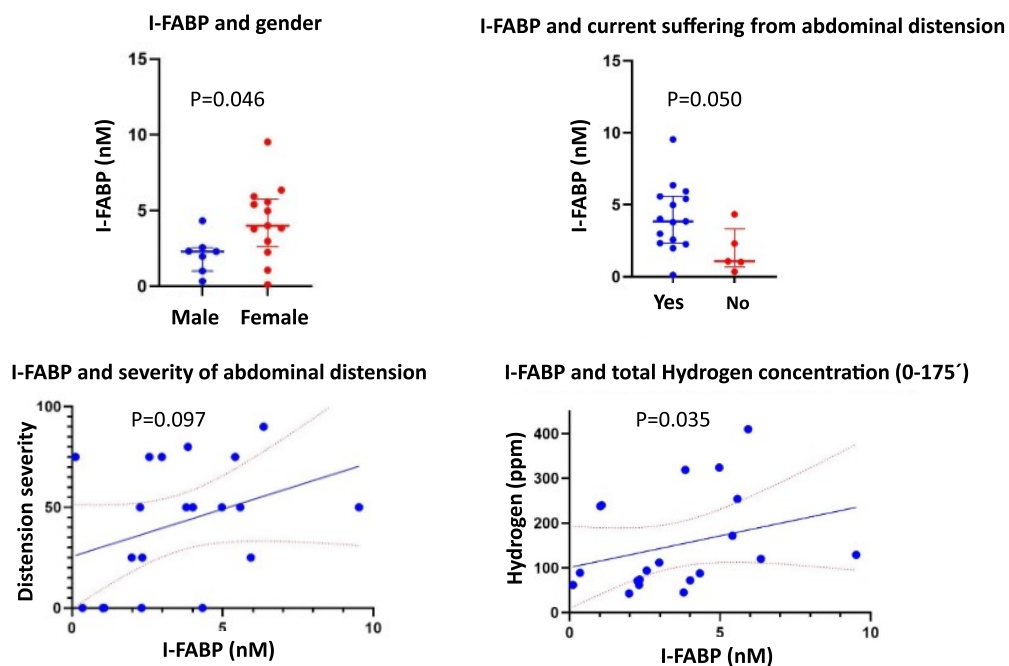 I-FABP and gender
I-FABP and current suffering from abdominal distension
15
10
5
0
I-FABP (nM)
P=0.046
Male Female
15
10
5
0
I-FABP (nM)
P=0.050
Yes No
I-FABP and severity of abdominal distension
I-FABP and total Hydrogen concentration (0-175´)
100
50
0
Distension severity
P=0.097
0 5 10
I-FABP (nM)
400
300
200
100
0
Hydrogen (ppm)
P=0.035
0 5 10
I-FABP (nM)